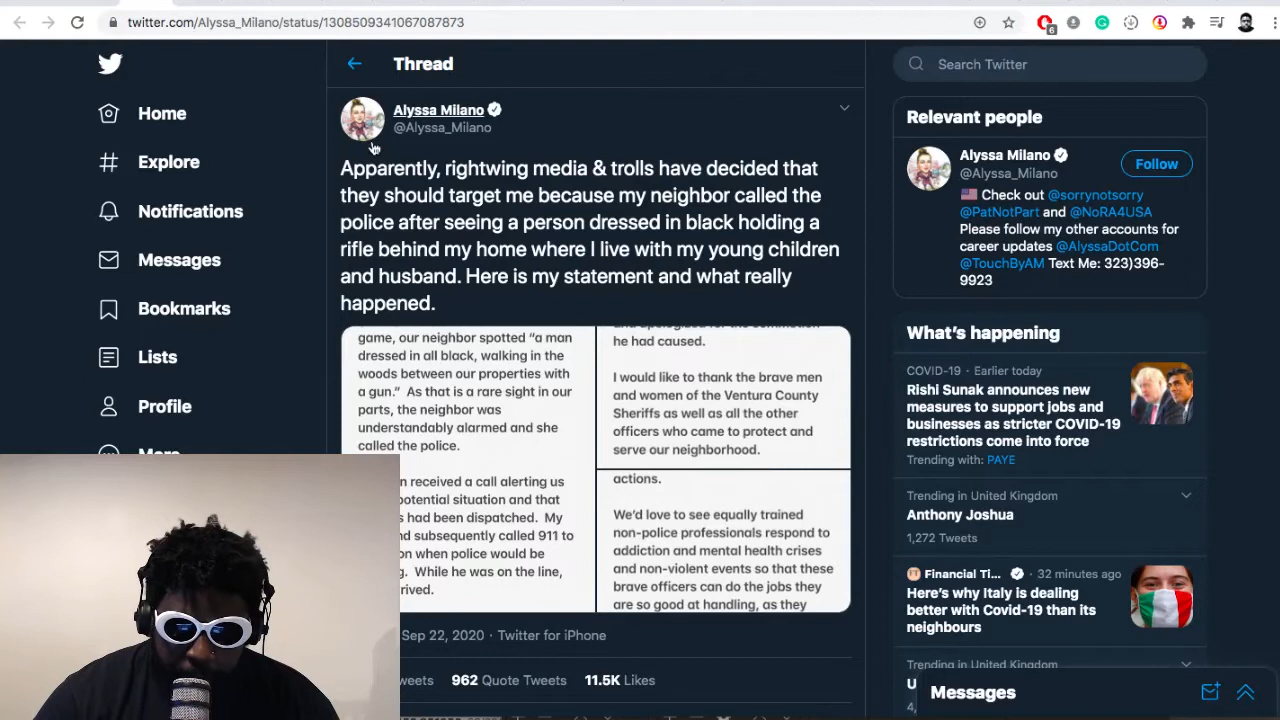 twitter.com/Alyssa_Milano/status/1308509341067087873
6
Home
Explore
Notifications
Messages
Bookmarks
Lists
Profile
More
Thread
Alyssa Milano
@Alyssa_Milano
Apparently, rightwing media & trolls have decided that
they should target me because my neighbor called the
police after seeing a person dressed in black holding a
rifle behind my home where I live with my young children
and husband. Here is my statement and what really
happened.
game, our neighbor spotted “a man
dressed in all black, walking in the
woods between our properties with
a gun.” As that is a rare sight in our
parts, the neighbor was
understandably alarmed and she
called the police.
received a call alerting us
potential situation and that
had been dispatched. My
subsequently called 911 to
on when police would be
While he was on the line,
and apologized for the commotion
he had caused.
I would like to thank the brave men
and women of the Ventura County
Sheriffs as well as all the other
officers who came to protect and
serve our neighborhood.
actions.
We’d love to see equally trained
non-police professionals respond to
addiction and mental health crises
and non-violent events so that these
brave officers can do the jobs they
are so good at handling, as they
Sep 22, 2020 · Twitter for iPhone
962 Quote Tweets 11.5K Likes
Search Twitter
Relevant people
Alyssa Milano
@Alyssa_Milano
Follow
🇺🇸 Check out @sorrynotsorry
@PatNotPart and @NoRA4USA
Please follow my other accounts for
career updates @AlyssaDotCom
@TouchByAM Text Me: 323)396-
9923
What’s happening
COVID-19 · Earlier today
Rishi Sunak announces new
measures to support jobs and
businesses as stricter COVID-19
restrictions come into force
Trending with: PAYE
Trending in United Kingdom
Anthony Joshua
1,272 Tweets
Financial Ti... · 32 minutes ago
Here’s why Italy is dealing
better with Covid-19 than its
neighbours
Trending in United Kingdom
Messages